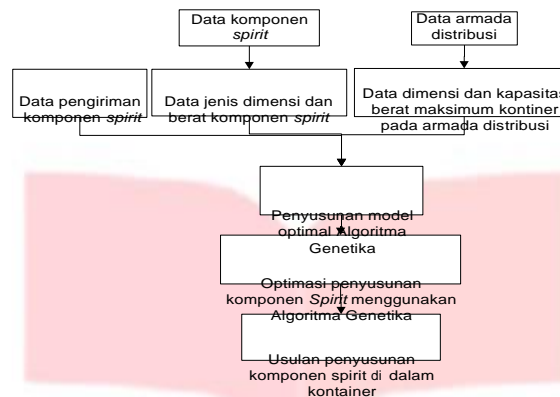 Data komponen
spirit
Data armada
distribusi
Data pengiriman
komponen spirit
Data jenis dimensi dan
berat komponen spirit
Data dimensi dan kapasitas
berat maksimum kontiner
pada armada distribusi
Penyusunan model
optimal Algoritma
Genetika
Optimasi penyusunan
komponen Spirit menggunakan
Algoritma Genetika
Usulan penyusunan
komponen spirit di dalam
kontainer